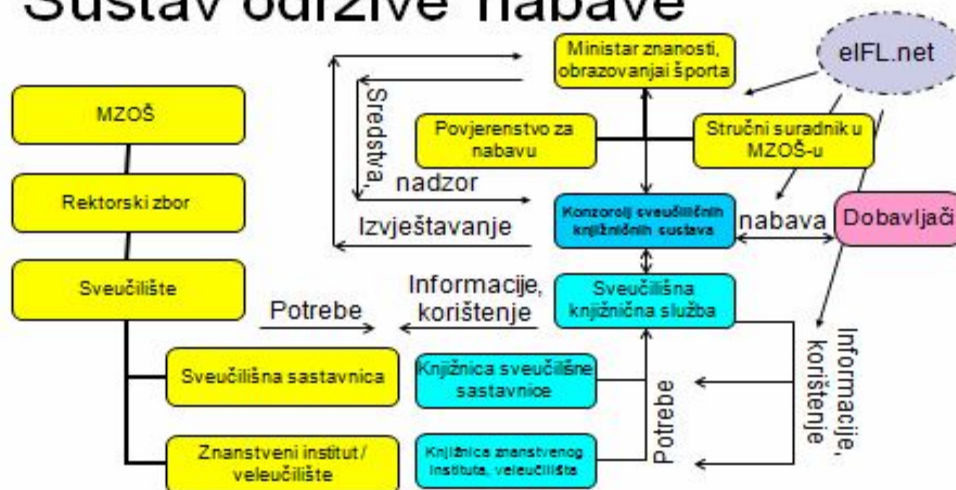 Sustav održive nabave
Ministar znanosti,
obrazovanjai športa
eIFL.net
MZOŠ
Povjerenstvo za
nabavu
Stručni suradnik u
MZOŠ-u
Sredstva,
nadzor
Rektorski zbor
Izvještavanje
Konzorolj sveučiličnih
knjižničnih sustava
nabava
Dobavljači
Sveučilište
Potrebe
Informacije,
korištenje
Sveučilišna
knjižnična služba
Informacije,
korištenje
Sveučilišna sastavnica
Knjižnica sveučilišne
sastavnice
Potrebe
Znanstveni institut /
veleučilište
Knjižnica znanstvenog
Instituta, veleučilišta